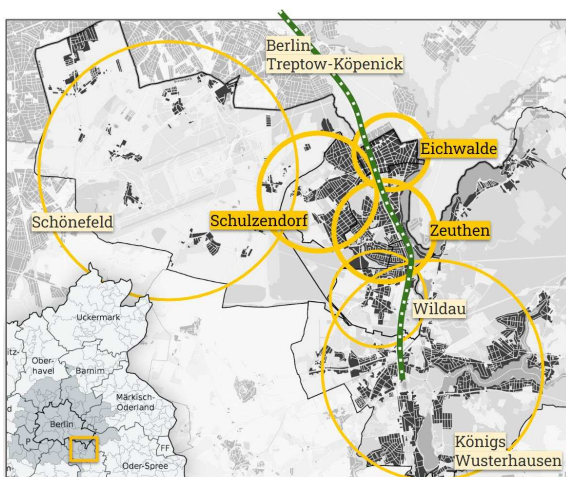 Berlin
Treptow-Köpenick
Eichwalde
Schulzendorf
Zeuthen
Schönefeld
Wildau
Königs
Wusterhausen
Uckermark
Ober-
havel
Barnim
Märkisch-
Oderland
Berlin
P
FF
Oder-Spree